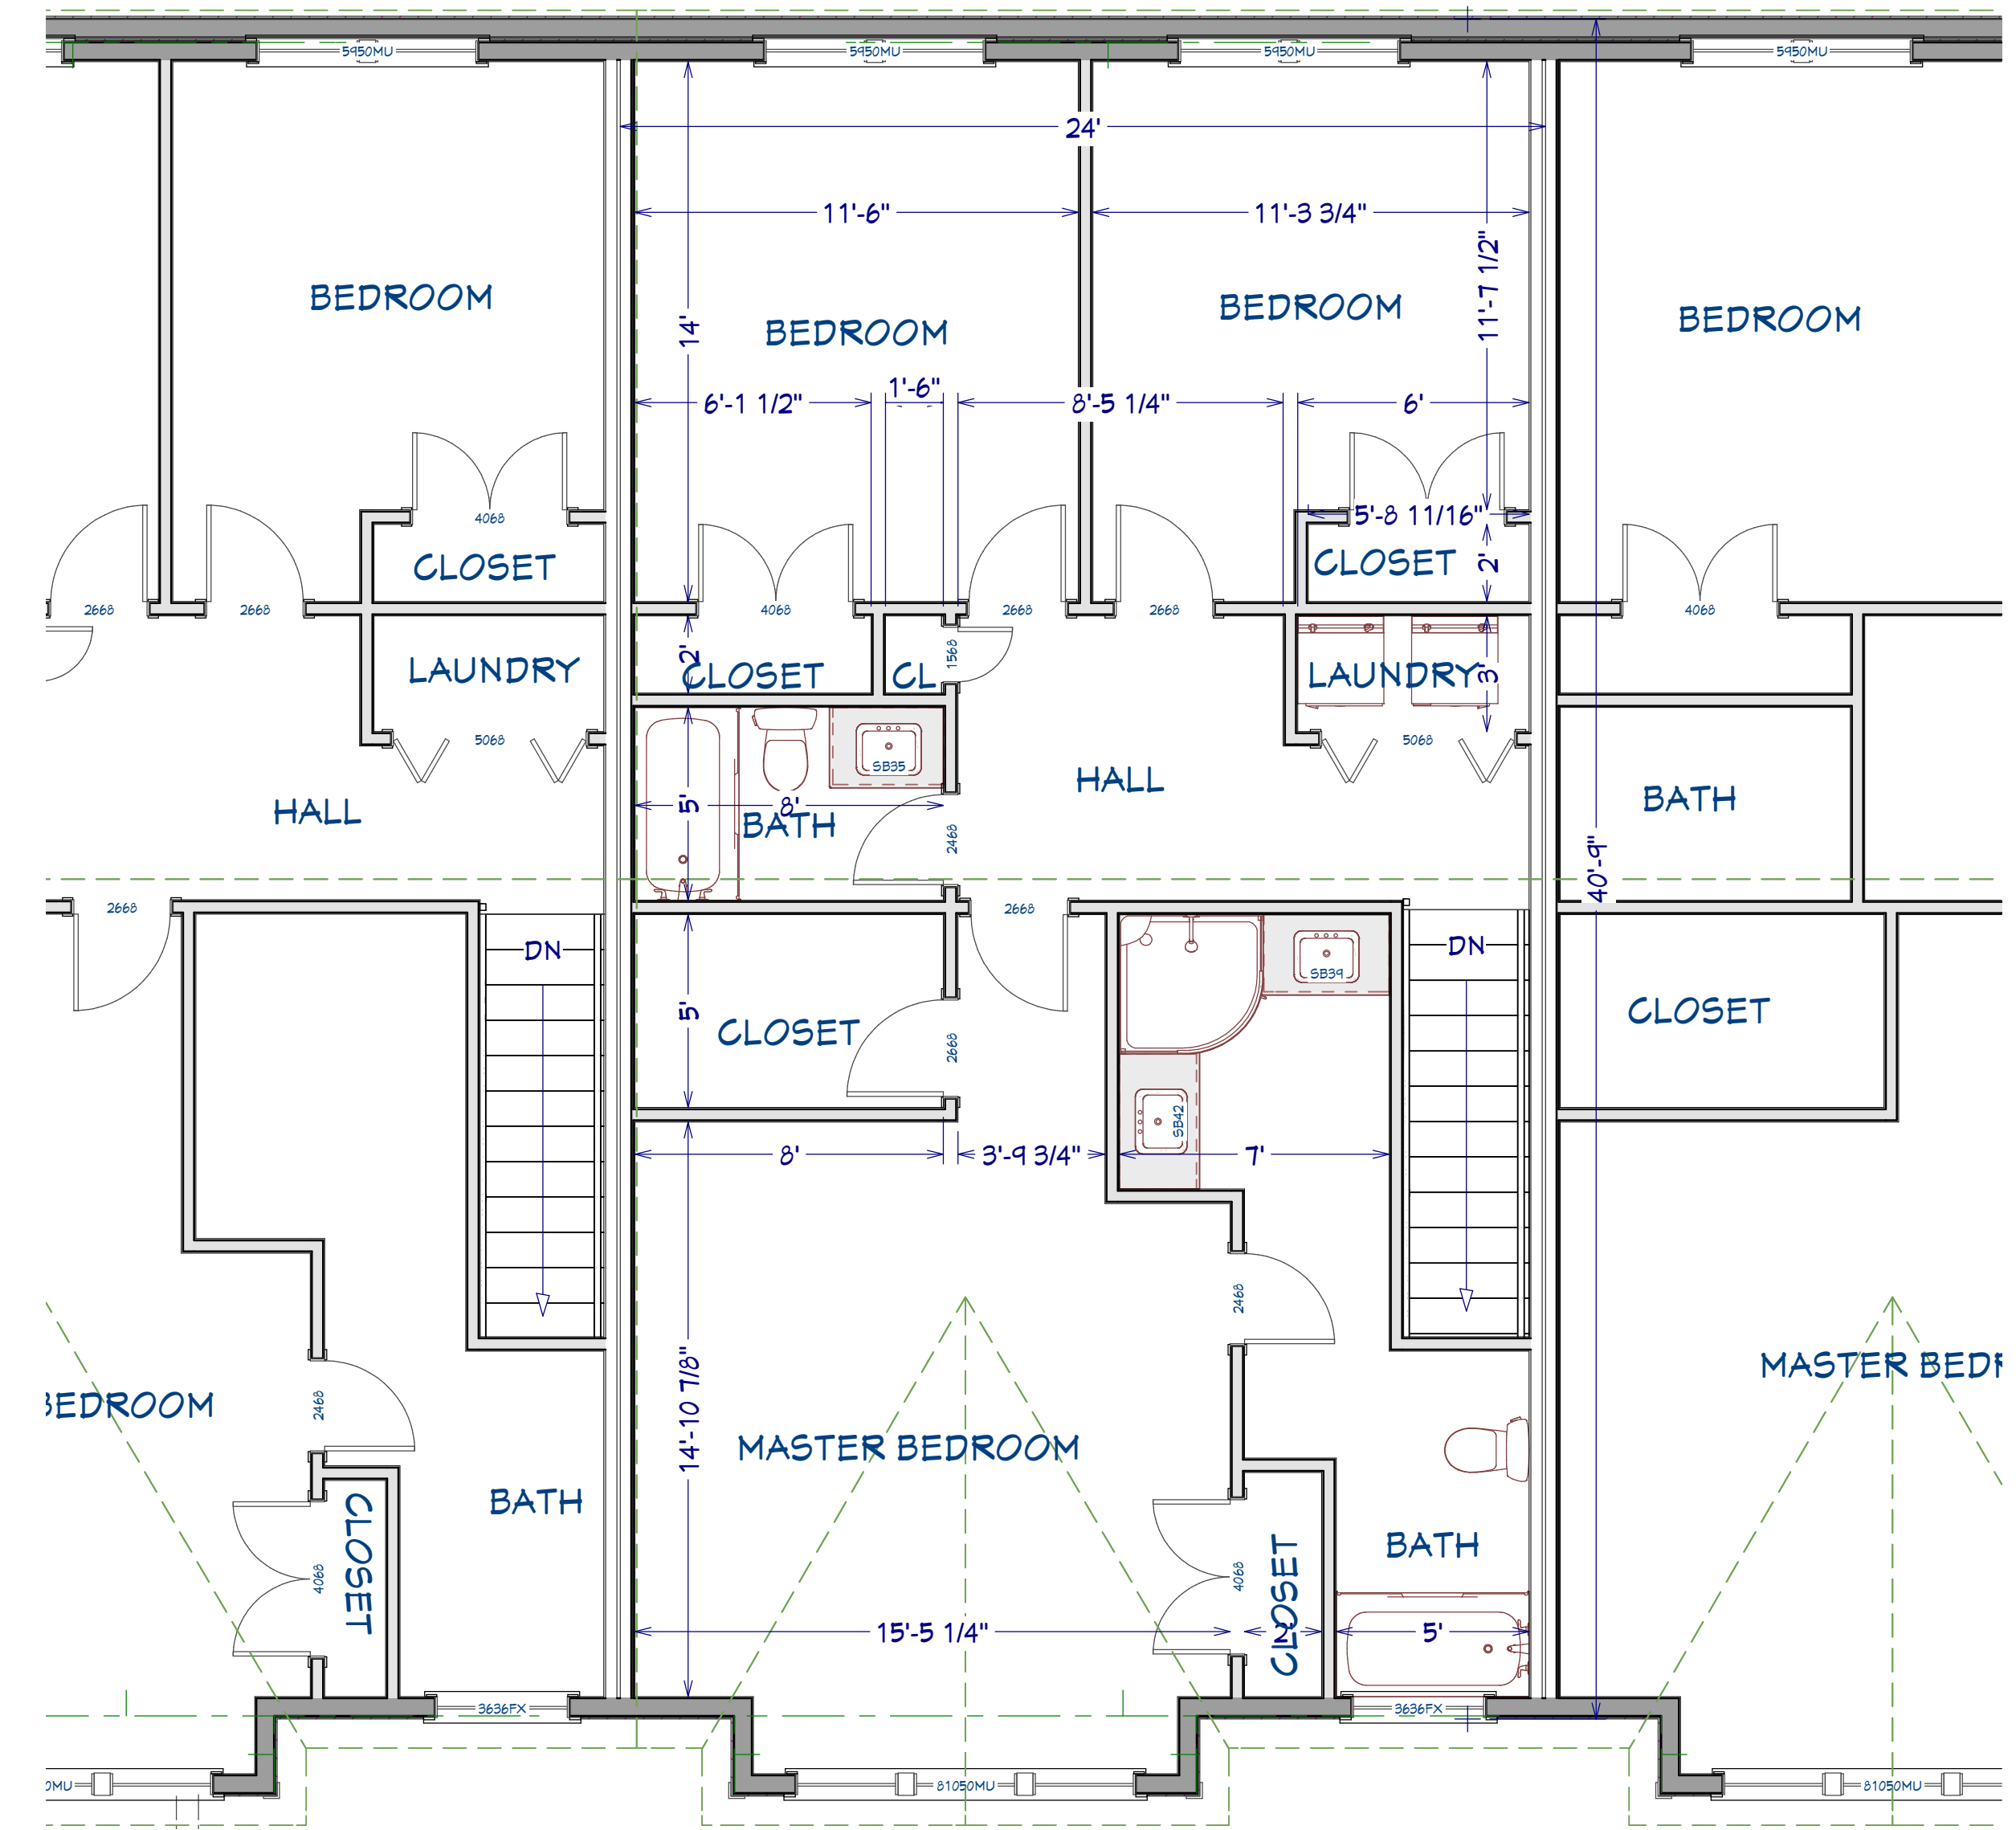 5950MU
5950MU
5950MU
5950MU
24'
11'-6"
11'-3 3/4"
11'-7 1/2"
BEDROOM
BEDROOM
BEDROOM
BEDROOM
14'
6'-1 1/2"
1'-6"
8'-5 1/4"
6'
4068
5'-8 11/16"
CLOSET
CLOSET
2'
2668
2668
4068
2668
2668
4068
LAUNDRY
2'
CLOSET
CL
1568
LAUNDRY
3'
5068
SB35
5068
HALL
5'
8'
BATH
2468
HALL
BATH
40'-9"
2668
2668
DN
SB39
DN
5'
CLOSET
2668
CLOSET
SB42
8'
3'-9 3/4"
7'
2468
14'-10 7/8"
MASTER BEDROOM
MASTER BEDR
BEDROOM
2468
BATH
CLOSET
4068
BATH
4068
CLOSET
15'-5 1/4"
2'
5'
3636FX
3636FX
0MU
81050MU
81050MU